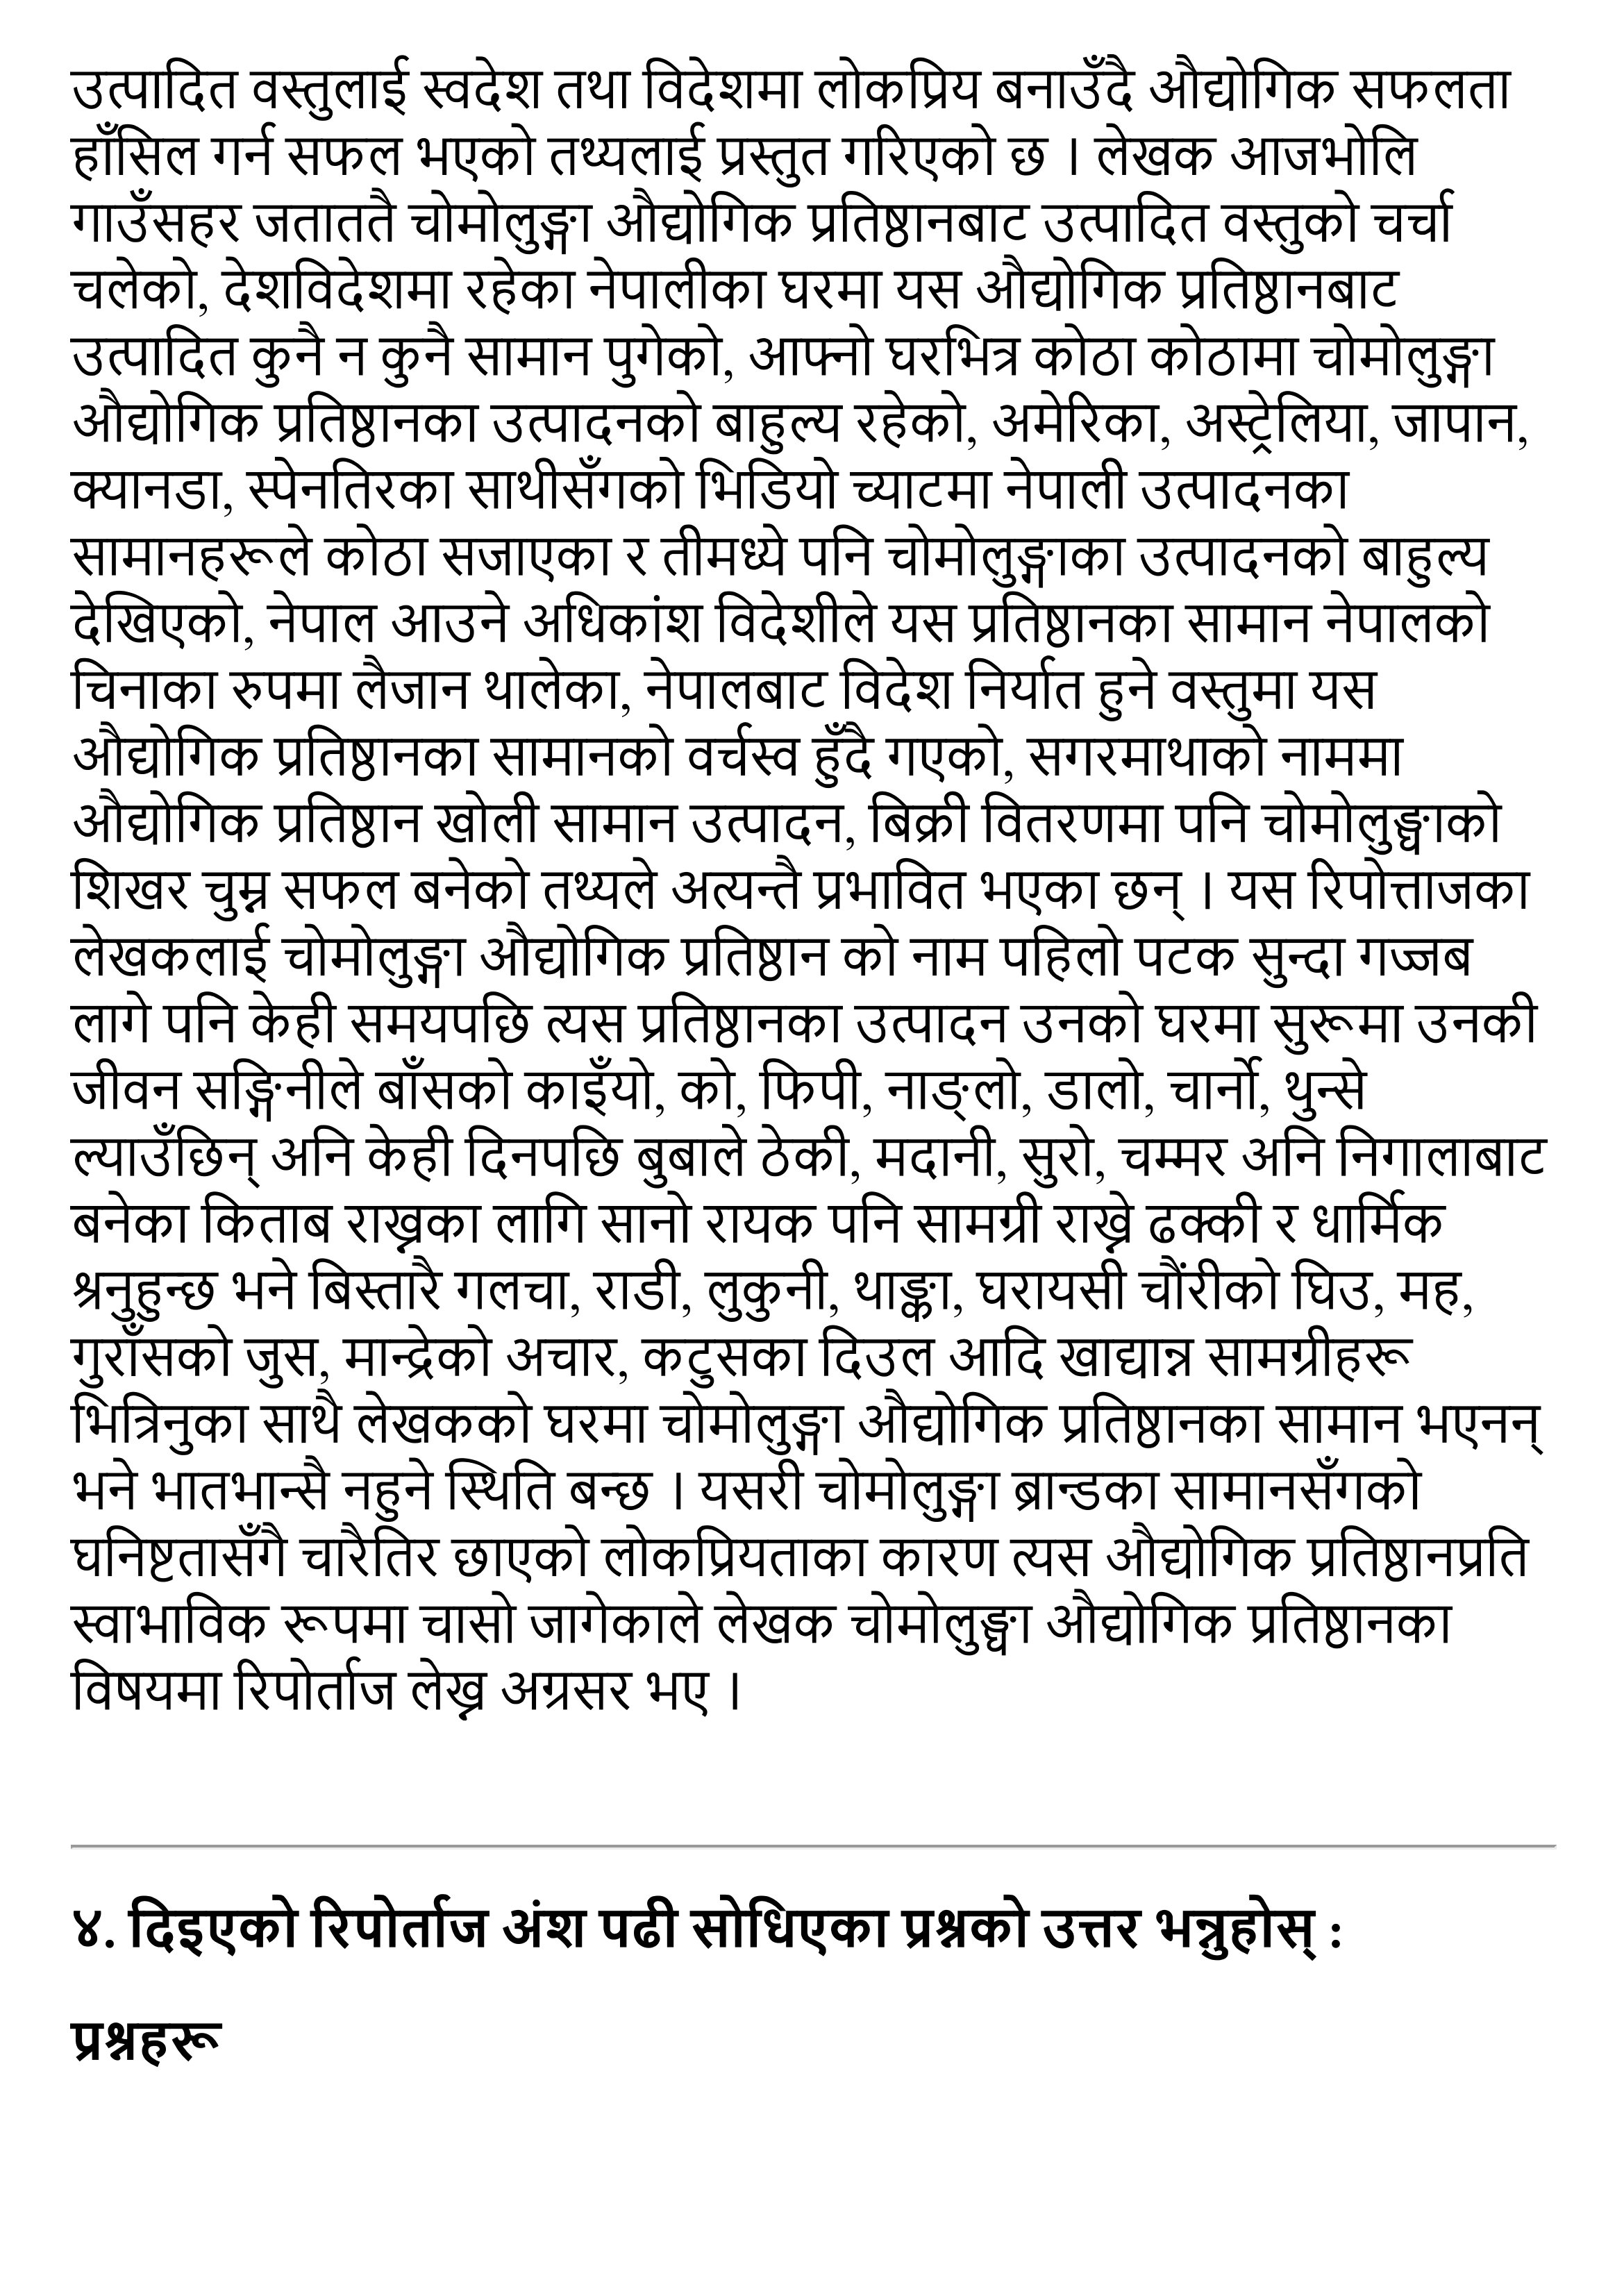 उत्पादित वस्तुलाई स्वदेश तथा विदेशमा लोकप्रिय बनाउँदै औद्योगिक सफलता
हाँसिल गर्न सफल भएको तथ्यलाई प्रस्तुत गरिएको छ । लेखक आजभोलि
गाउँसहर जताततै चोमोलुङ्मा औद्योगिक प्रतिष्ठानबाट उत्पादित वस्तुको चर्चा
चलेको, देशविदेशमा रहेका नेपालीका घरमा यस औद्योगिक प्रतिष्ठानबाट
उत्पादित कुनै न कुनै सामान पुगेको, आफ्नो घरभित्र कोठा कोठामा चोमोलुङ्मा
औद्योगिक प्रतिष्ठानका उत्पादनको बाहुल्य रहेको, अमेरिका, अस्ट्रेलिया, जापान,
क्यानडा, स्पेनतिरका साथीसँगको भिडियो च्याटमा नेपाली उत्पादनका
सामानहरूले कोठा सजाएका र तीमध्ये पनि चोमोलुङ्माका उत्पादनको बाहुल्य
देखिएको, नेपाल आउने अधिकांश विदेशीले यस प्रतिष्ठानका सामान नेपालको
चिनाका रुपमा लैजान थालेका, नेपालबाट विदेश निर्यात हुने वस्तुमा यस
औद्योगिक प्रतिष्ठानका सामानको वर्चस्व हुँदै गएको, सगरमाथाको नाममा
औद्योगिक प्रतिष्ठान खोली सामान उत्पादन, बिक्री वितरणमा पनि चोमोलुङ्वाको
शिखर चुम्न सफल बनेको तथ्यले अत्यन्तै प्रभावित भएका छन् । यस रिपोत्ताजका
लेखकलाई चोमोलुङ्मा औद्योगिक प्रतिष्ठान को नाम पहिलो पटक सुन्दा गज्जब
लागे पनि केही समयपछि त्यस प्रतिष्ठानका उत्पादन उनको घरमा सुरूमा उनकी
जीवन सङ्गिनीले बाँसको काइँयो, को, फिपी, नाङ्लो, डालो, चार्नो, थुन्से
ल्याउँछिन् अनि केही दिनपछि बुबाले ठेकी, मदानी, सुरो, चम्मर अनि निगालाबाट
बनेका किताब राख्नका लागि सानो रायक पनि सामग्री राख्ने ढक्की र धार्मिक
श्रनुहुन्छ भने बिस्तारै गलचा, राडी, लुकुनी, थाङ्का, घरायसी चौंरीको घिउ, मह,
गुराँसको जुस, मान्द्रेको अचार, कटुसका दिउल आदि खाद्यान्न सामग्रीहरू
भित्रिनुका साथै लेखकको घरमा चोमोलुङ्मा औद्योगिक प्रतिष्ठानका सामान भएनन्
भने भातभान्सै नहुने स्थिति बन्छ । यसरी चोमोलुङ्मा ब्रान्डका सामानसँगको
घनिष्टतासँगै चारैतिर छाएको लोकप्रियताका कारण त्यस औद्योगिक प्रतिष्ठानप्रति
स्वाभाविक रूपमा चासो जागेकाले लेखक चोमोलुङ्वा औद्योगिक प्रतिष्ठानका
विषयमा रिपोर्ताज लेख्न अग्रसर भए ।
४. दिइएको रिपोर्ताज अंश पढी सोधिएका प्रश्नको उत्तर भन्नुहोस् :
प्रश्नहरू